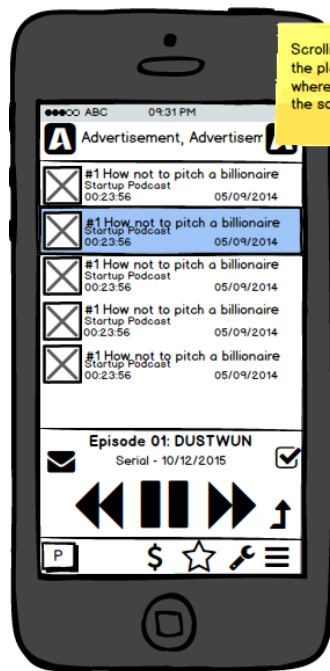 Scrolli
the pl
where
the sc
ABC 09:31 PM
A Advertisement, Advertisem A
#1 How not to pitch a billionaire
Startup Podcast
00:23:56 05/09/2014
#1 How not to pitch a billionaire
Startup Podcast
00:23:56 05/09/2014
#1 How not to pitch a billionaire
Startup Podcast
00:23:56 05/09/2014
#1 How not to pitch a billionaire
Startup Podcast
00:23:56 05/09/2014
#1 How not to pitch a billionaire
Startup Podcast
00:23:56 05/09/2014
Episode 01: DUSTWUN
Serial - 10/12/2015
P $